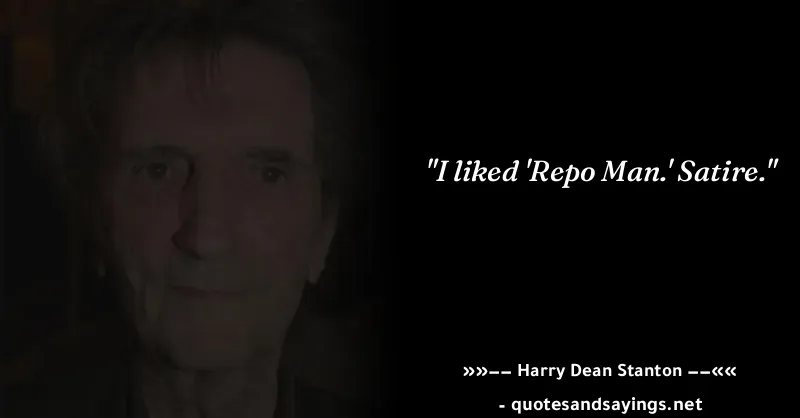 "I liked 'Repo Man.' Satire."
»»–– Harry Dean Stanton ––««
- quotesandsayings.net